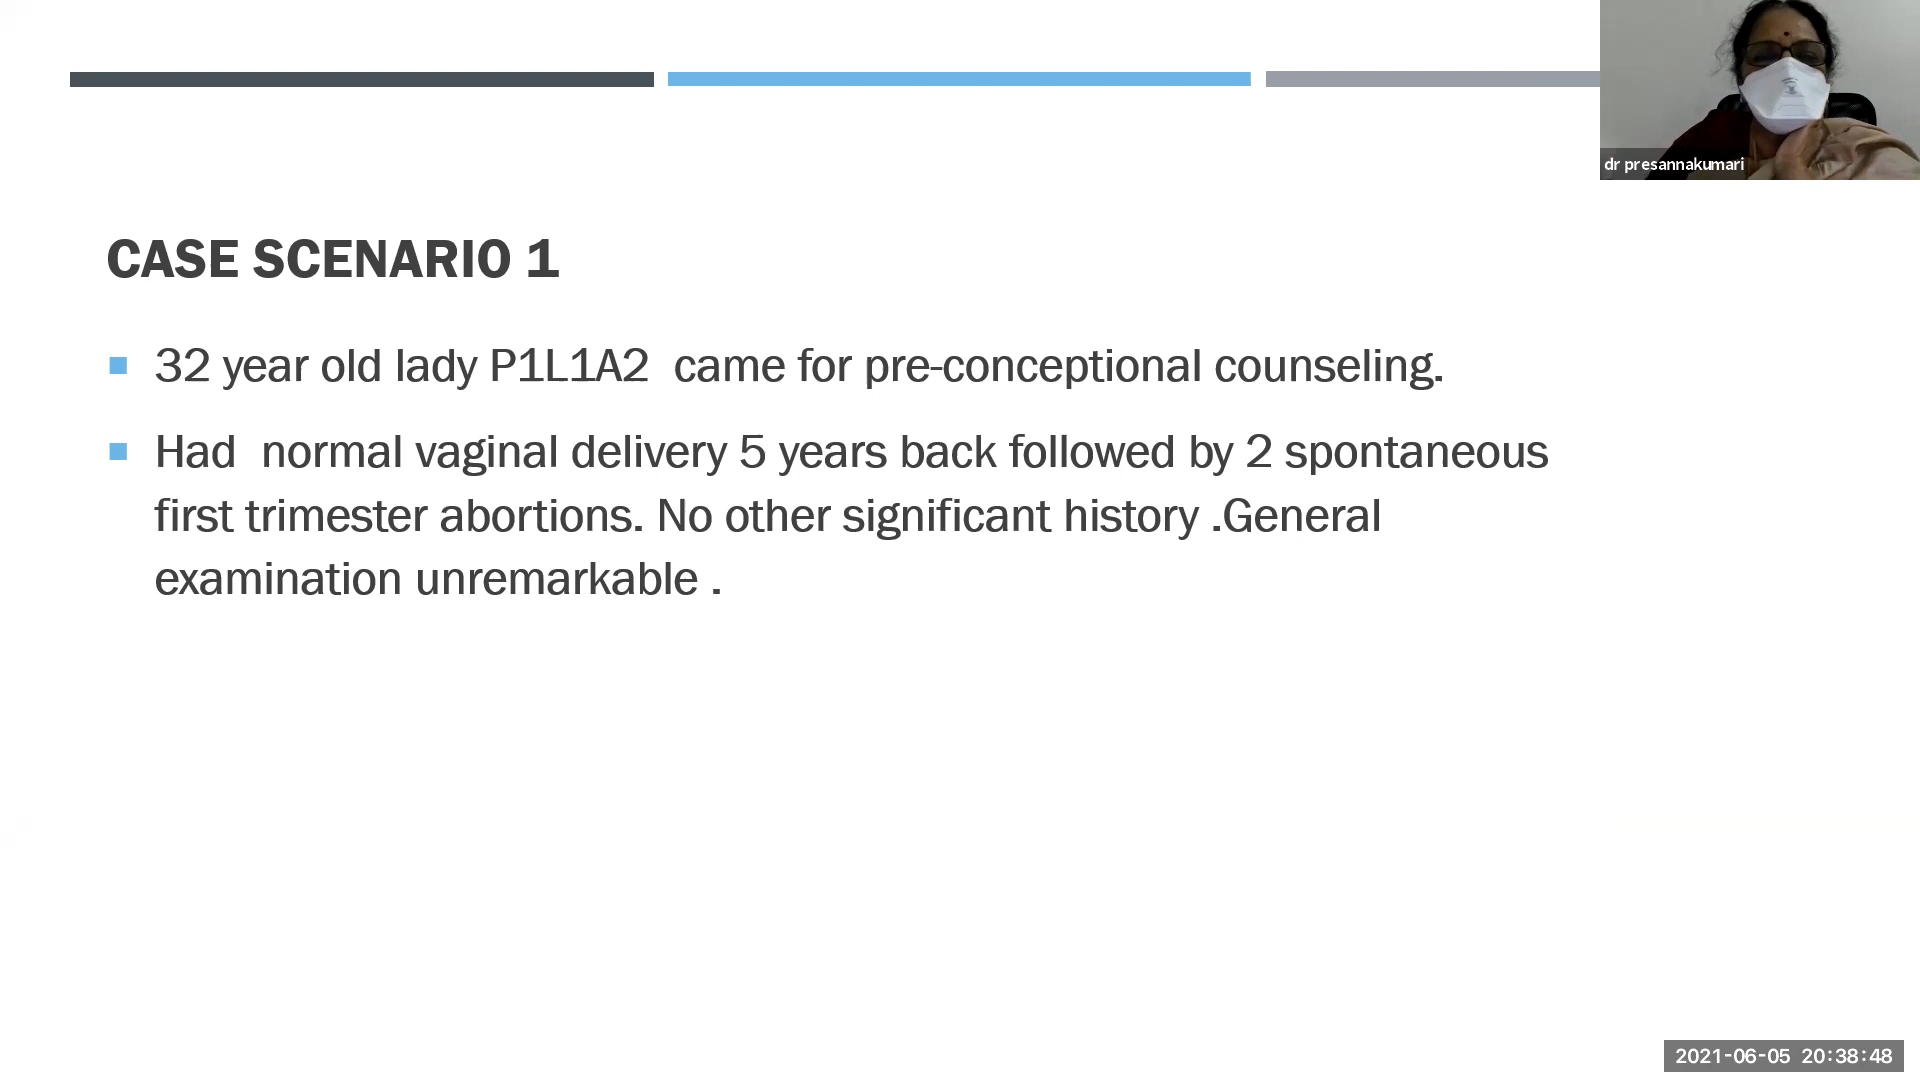 dr presannakumari
CASE SCENARIO 1
32 year old lady P1L1A2  came for pre-conceptional counseling.
Had  normal vaginal delivery 5 years back followed by 2 spontaneous
first trimester abortions. No other significant history .General
examination unremarkable .
2021-06-05 20:38:48